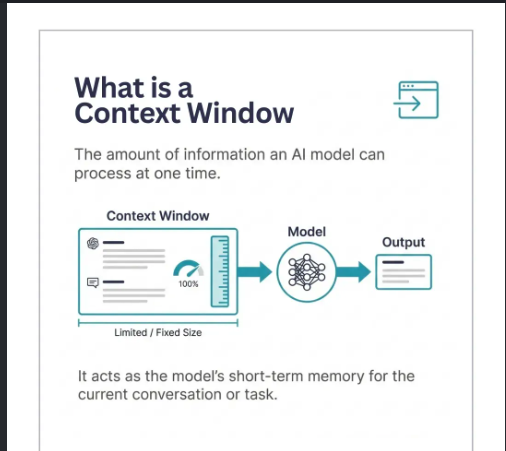 What is a
Context Window
The amount of information an AI model can
process at one time.
Context Window
100%
Limited / Fixed Size
Model
Output
It acts as the model's short-term memory for the
current conversation or task.